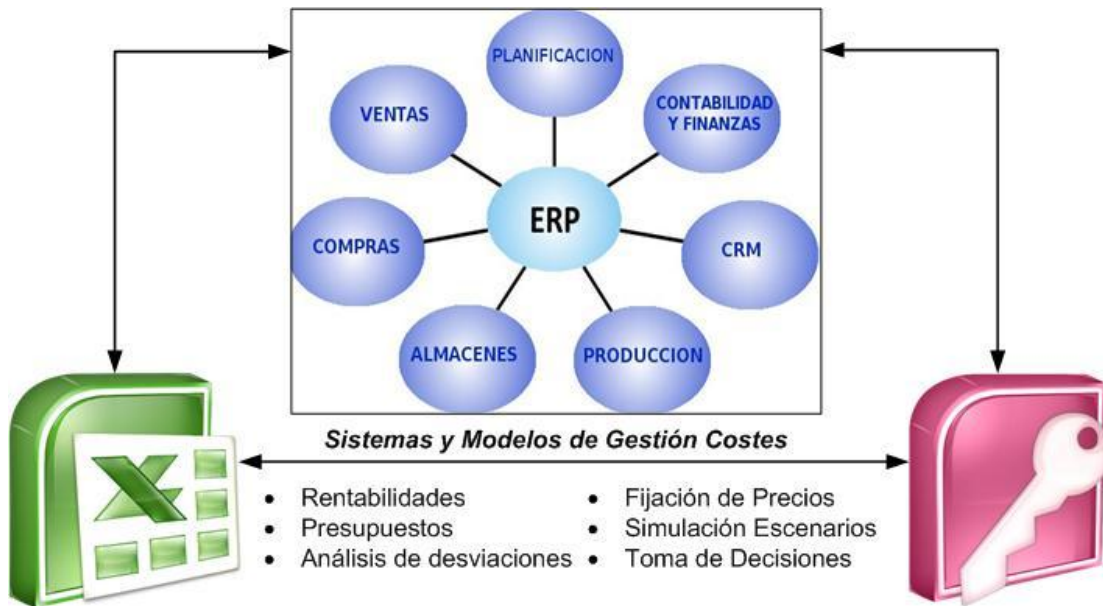 PLANIFICACION
VENTAS
CONTABILIDAD
Y FINANZAS
ERP
COMPRAS
CRM
ALMACENES
PRODUCCION
Sistemas y Modelos de Gestión Costes
• Rentabilidades
• Presupuestos
• Análisis de desviaciones
• Fijación de Precios
• Simulación Escenarios
• Toma de Decisiones